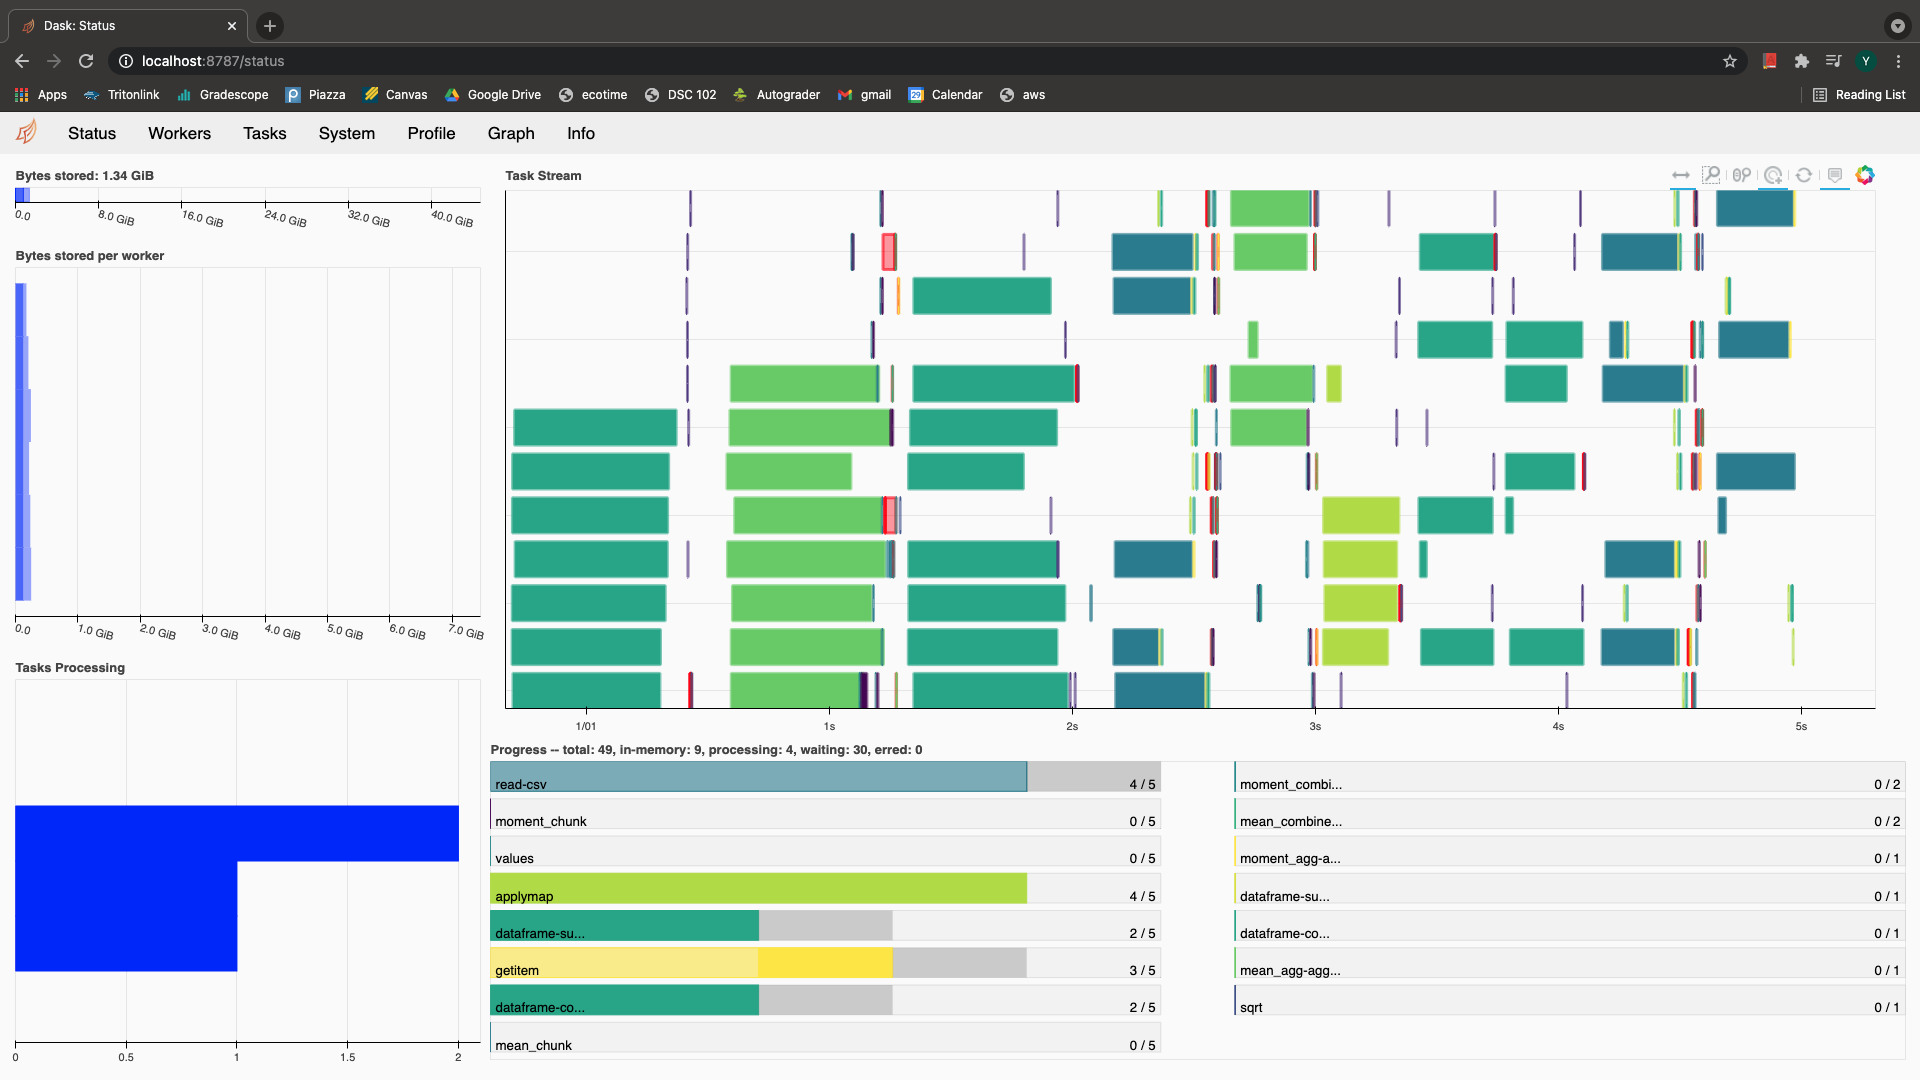 Dask: Status
localhost:8787/status
Y
Apps Tritonlink Gradescope Piazza Canvas Google Drive ecotime DSC 102 Autograder gmail Calendar aws Reading List
Status Workers Tasks System Profile Graph Info
Bytes stored: 1.34 GiB
0.0 8.0 GiB 16.0 GiB 24.0 GiB 32.0 GiB 40.0 GiB
Bytes stored per worker
0.0 1.0 GiB 2.0 GiB 3.0 GiB 4.0 GiB 5.0 GiB 6.0 GiB 7.0 GiB
Tasks Processing
0 0.5 1 1.5 2
Task Stream
1/01 1s 2s 3s 4s 5s
Progress -- total: 49, in-memory: 9, processing: 4, waiting: 30, erred: 0
read-csv 4 / 5
moment_chunk 0 / 5
values 0 / 5
applymap 4 / 5
dataframe-su... 2 / 5
getitem 3 / 5
dataframe-co... 2 / 5
mean_chunk 0 / 5
moment_combi... 0 / 2
mean_combine... 0 / 2
moment_agg-a... 0 / 1
dataframe-su... 0 / 1
dataframe-co... 0 / 1
mean_agg-agg... 0 / 1
sqrt 0 / 1